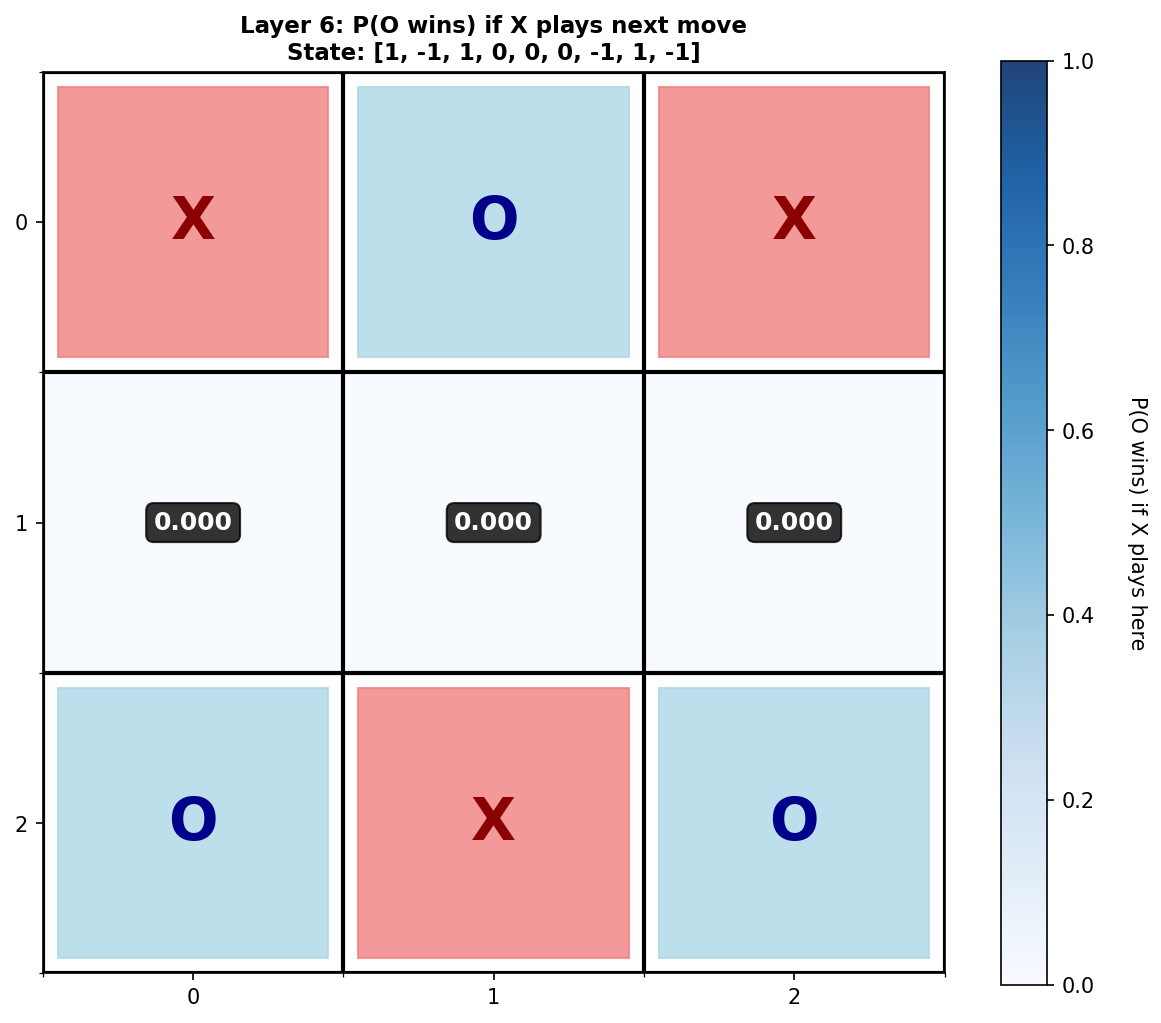 Layer 6: P(O wins) if X plays next move
State: [1, -1, 1, 0, 0, 0, -1, 1, -1]
0
X
O
X
1
0.000
0.000
0.000
2
O
X
O
0
1
2
1.0
0.8
0.6
0.4
0.2
0.0
P(O wins) if X plays here